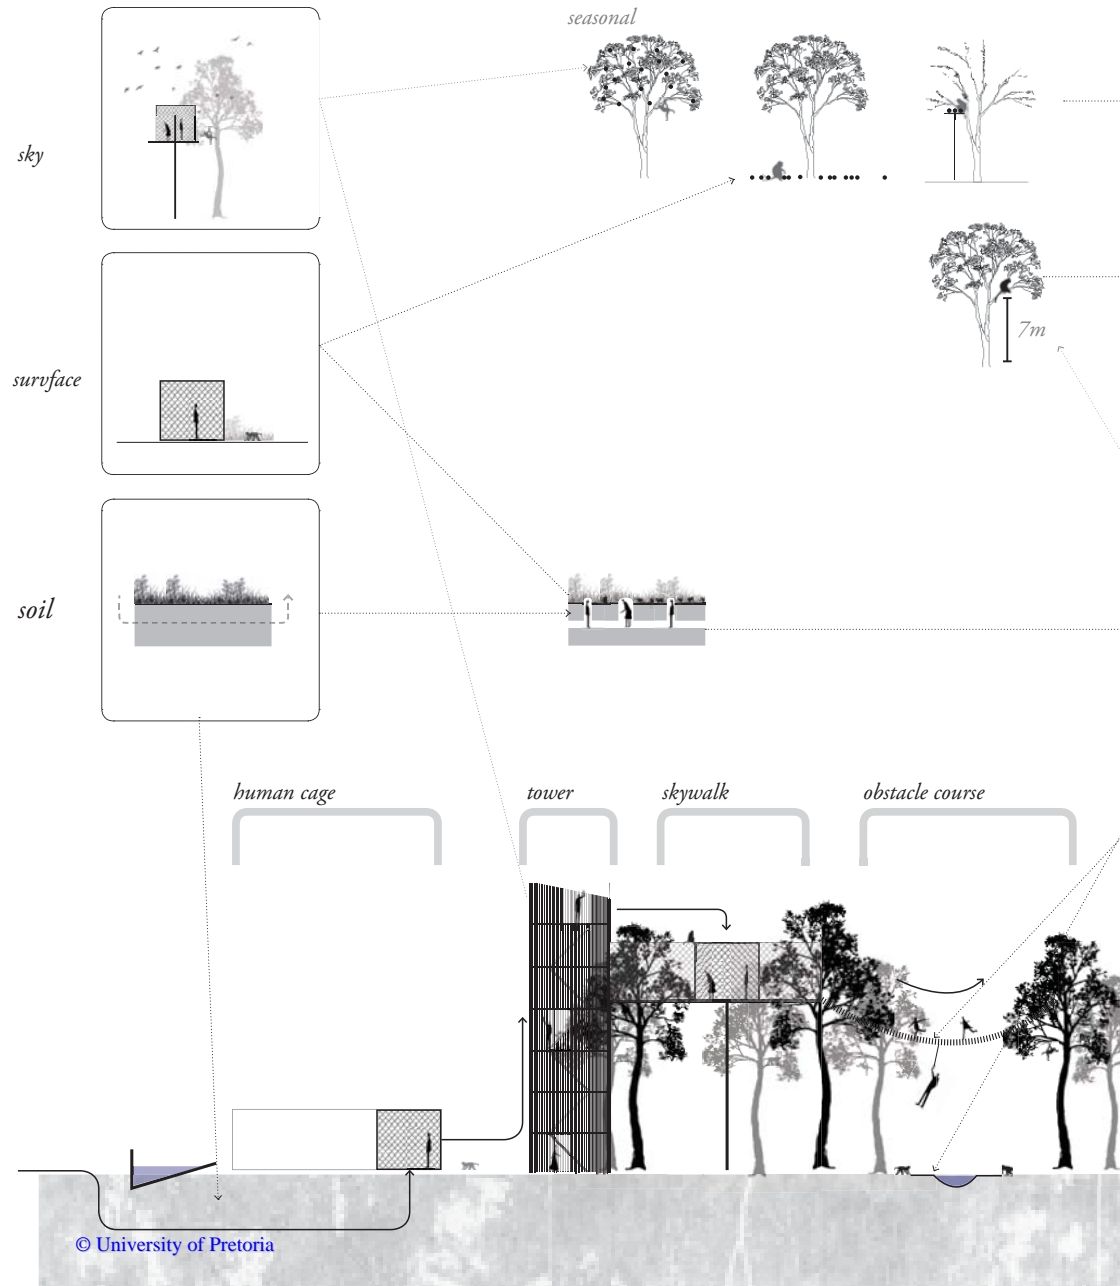 seasonal
sky
7m
survface
soil
human cage
tower
skywalk
obstacle course
© University of Pretoria